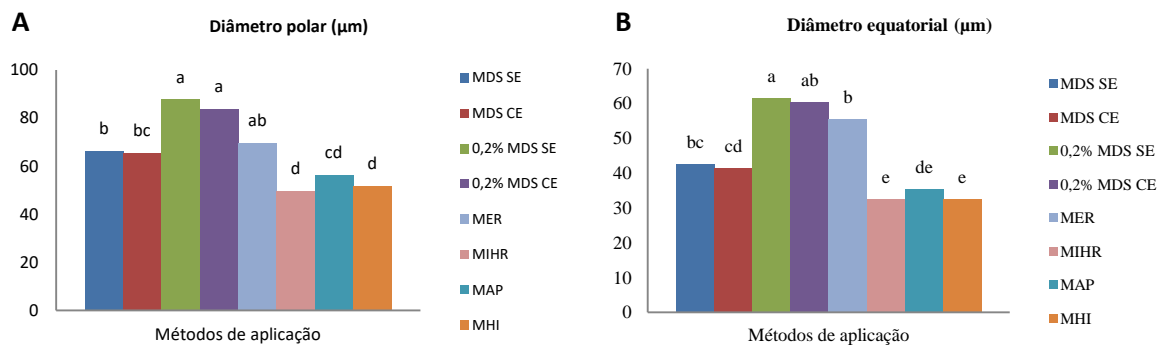 A
Diâmetro polar (µm)
100
80
60
40
20
0
b
bc
a
a
ab
d
cd
d
Métodos de aplicação
MDS SE
MDS CE
0,2% MDS SE
0,2% MDS CE
MER
MIHR
MAP
MHI
B
Diâmetro equatorial (µm)
70
60
50
40
30
20
10
0
bc
cd
a
ab
b
e
de
e
Métodos de aplicação
MDS SE
MDS CE
0,2% MDS SE
0,2% MDS CE
MER
MIHR
MAP
MHI